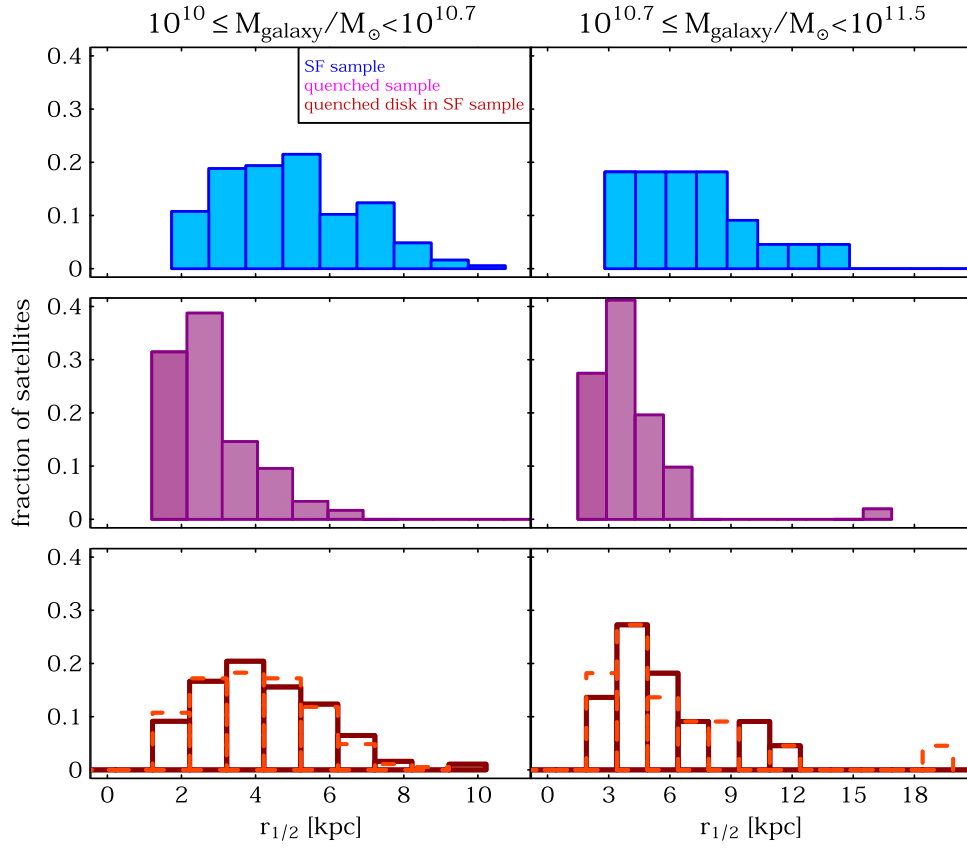 10^10 ≤ M_galaxy/M_⊙ < 10^10.7
10^10.7 ≤ M_galaxy/M_⊙ < 10^11.5
SF sample
quenched sample
quenched disk in SF sample
0.4
0.3
0.2
0.1
0
fraction of satellites
0.4
0.3
0.2
0.1
0
0.4
0.3
0.2
0.1
0
0 2 4 6 8 10
0 3 6 9 12 15 18
r_1/2 [kpc]
r_1/2 [kpc]